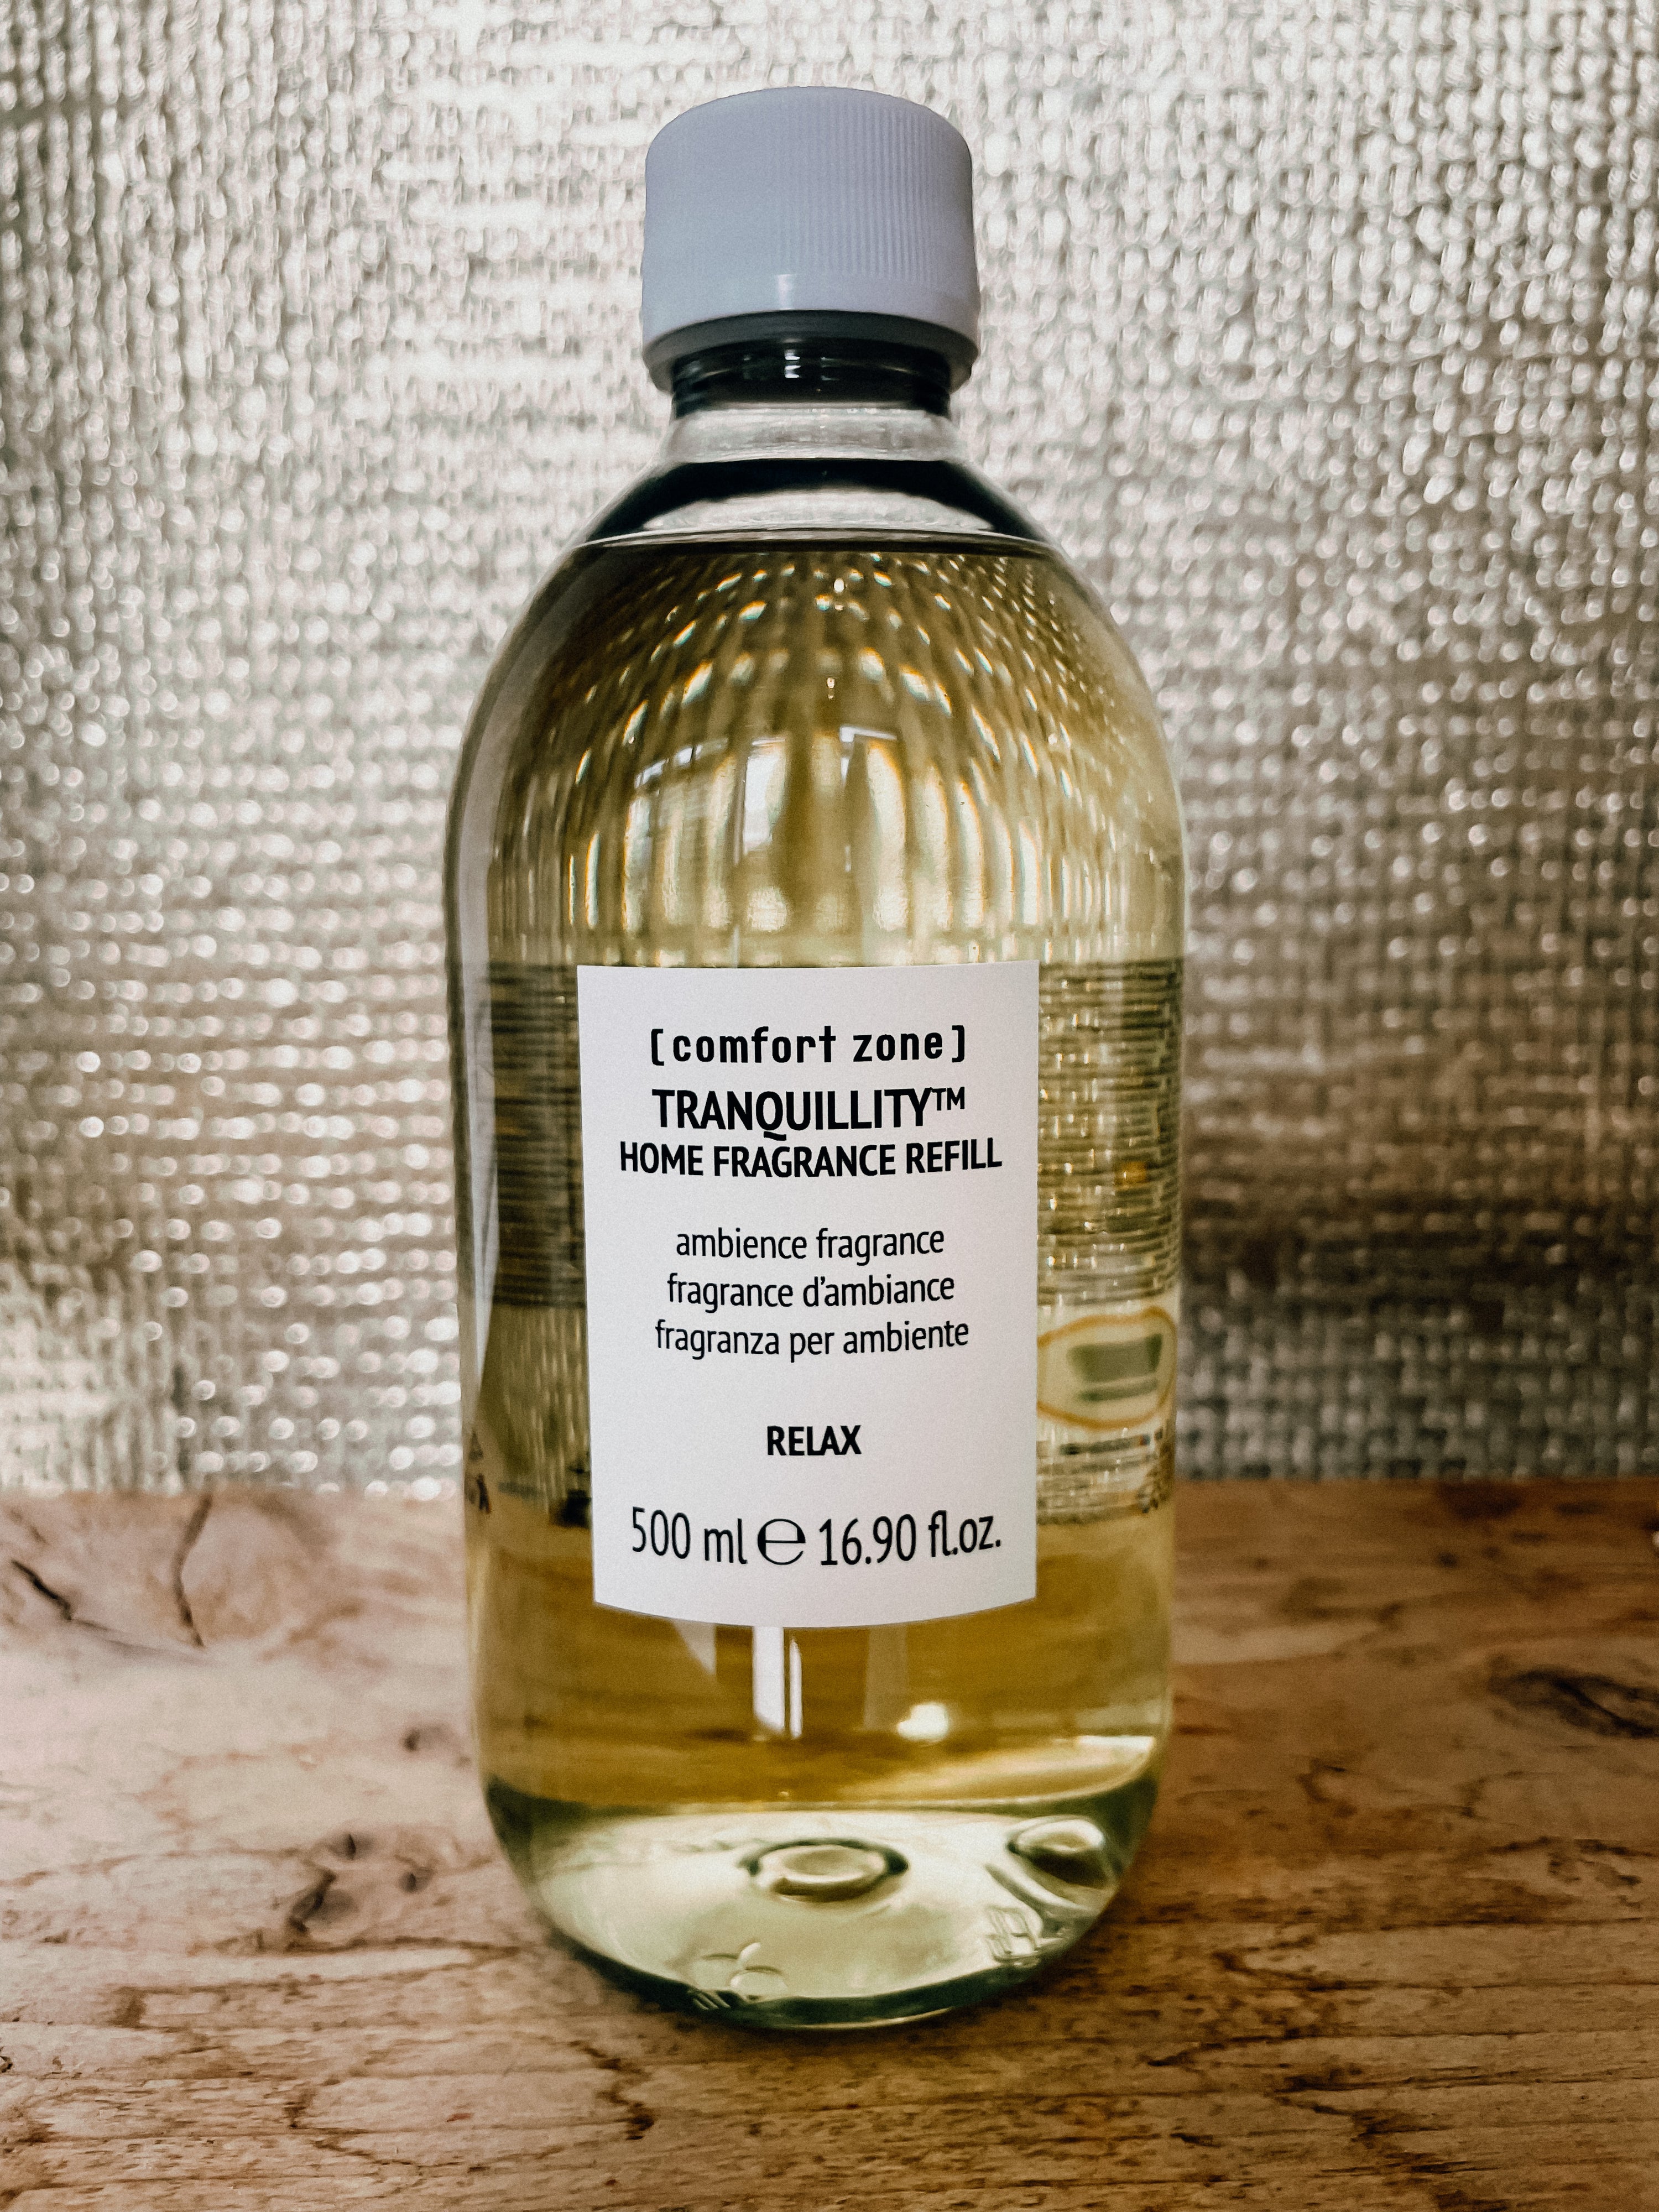 [comfort zone]
TRANQUILLITY™
HOME FRAGRANCE REFILL
ambience fragrance
fragrance d'ambiance
fragranza per ambiente
RELAX
500 ml ℮ 16.90 fl.oz.